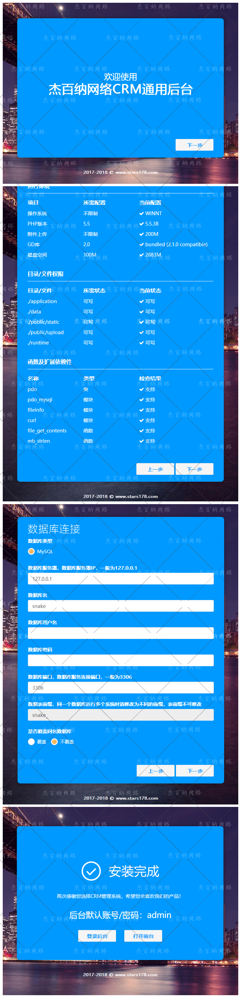 欢迎使用
杰百纳网络CRM通用后台
下一步
2017-2018 © www.stars178.com
运行环境
项目 所需配置 当前配置
操作系统 不限制 ✔ WINNT
PHP版本 5.5 ✔ 5.5.38
附件上传 不限制 ✔ 200M
GD库 2.0 ✔ bundled (2.1.0 compatible)
磁盘空间 100M ✔ 2883M
目录/文件权限
目录/文件 所需状态 当前状态
./application 可写 ✔ 可写
./data 可写 ✔ 可写
./public/static 可写 ✔ 可写
./public/upload 可写 ✔ 可写
./runtime 可写 ✔ 可写
函数及扩展依赖性
名称 类型 检查结果
pdo 类 ✔ 支持
pdo_mysql 模块 ✔ 支持
fileinfo 模块 ✔ 支持
curl 模块 ✔ 支持
file_get_contents 函数 ✔ 支持
mb_strlen 函数 ✔ 支持
上一步 下一步
2017-2018 © www.stars178.com
数据库连接
数据库类型
MySQL
数据库服务器，数据库服务器IP，一般为127.0.0.1
127.0.0.1
数据库名
snake
数据库用户名
数据库密码
数据库端口，数据库服务连接端口，一般为3306
3306
数据表前缀，同一个数据库运行多个系统时请修改为不同的前缀，表前缀不可修改
snake_
是否覆盖同名数据库
覆盖 不覆盖
上一步 下一步
2017-2018 © www.stars178.com
安装完成
再次感谢您选择CRM管理系统，希望您会喜欢我们的产品！
后台默认账号/密码：admin
登录后台 打开前台
2017-2018 © www.stars178.com
杰百纳网络